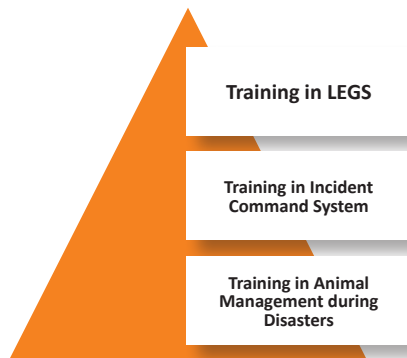 Training in LEGS
Training in Incident
Command System
Training in Animal
Management during
Disasters